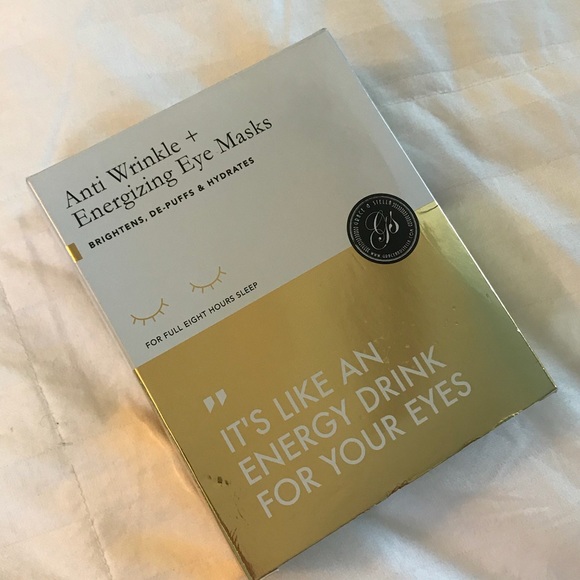 Anti Wrinkle +
Energizing Eye Masks
BRIGHTENS, DE-PUFFS & HYDRATES
FOR FULL EIGHT HOURS SLEEP
"
IT'S LIKE AN
ENERGY DRINK
FOR YOUR EYES